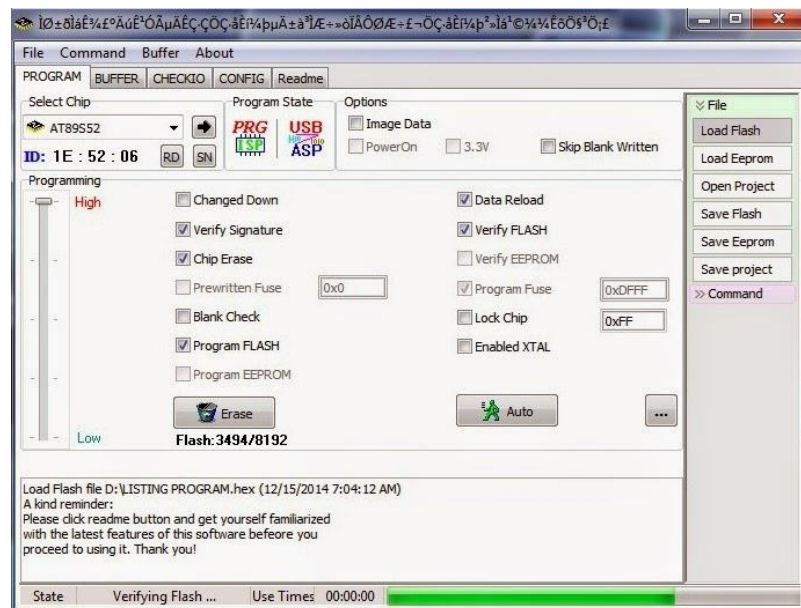 File Command Buffer About
PROGRAM BUFFER CHECKIO CONFIG Readme
Select Chip
AT89S52
ID: 1E : 52 : 06 RD SN
Program State
PRG ISP USB ASP
Options
Image Data
PowerOn 3.3V Skip Blank Written
Programming
High
Low
Changed Down
Verify Signature
Chip Erase
Prewritten Fuse 0x0
Blank Check
Program FLASH
Program EEPROM
Erase
Flash:3494/8192
Data Reload
Verify FLASH
Verify EEPROM
Program Fuse 0xDFFF
Lock Chip 0xFF
Enabled XTAL
Auto ...
File
Load Flash
Load Eeprom
Open Project
Save Flash
Save Eeprom
Save project
Command
Load Flash file D:\LISTING PROGRAM.hex (12/15/2014 7:04:12 AM)
A kind reminder:
Please click readme button and get yourself familiarized
with the latest features of this software befeore you
proceed to using it. Thank you!
State Verifying Flash ... Use Times 00:00:00